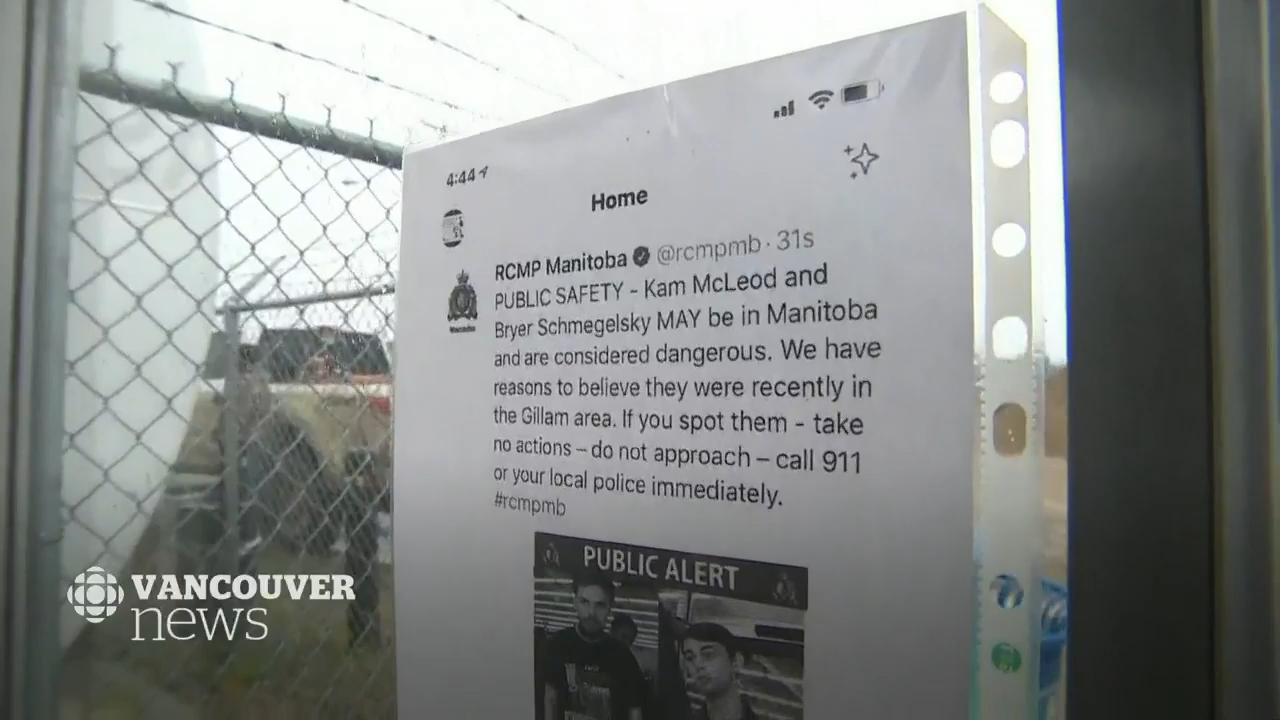 4:44
Home
RCMP Manitoba @rcmpmb · 31s
PUBLIC SAFETY - Kam McLeod and
Bryer Schmegelsky MAY be in Manitoba
and are considered dangerous. We have
reasons to believe they were recently in
the Gillam area. If you spot them - take
no actions – do not approach – call 911
or your local police immediately.
#rcmpmb
PUBLIC ALERT
VANCOUVER
news